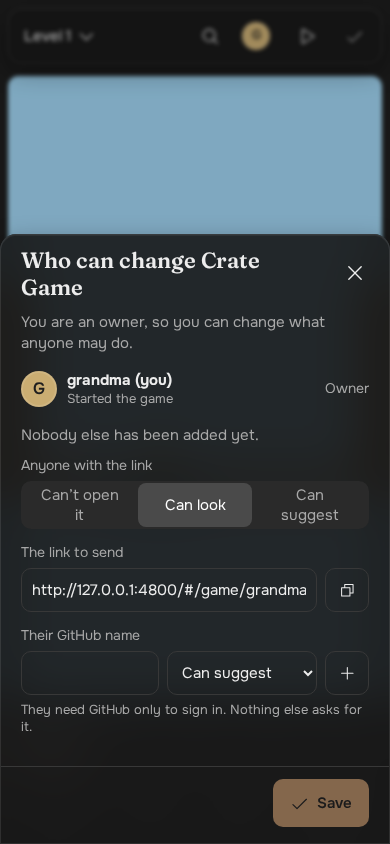 Level 1
G
Who can change Crate
Game
You are an owner, so you can change what
anyone may do.
G
grandma (you)
Started the game
Owner
Nobody else has been added yet.
Anyone with the link
Can't open
it
Can look
Can
suggest
The link to send
http://127.0.0.1:4800/#/game/grandma
Their GitHub name
Can suggest
They need GitHub only to sign in. Nothing else asks for
it.
Save